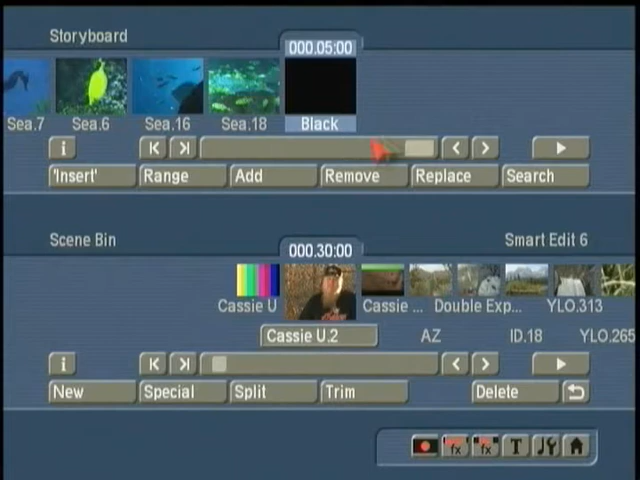 Storyboard
000.05:00
Sea.7 Sea.6 Sea.16 Sea.18 Black
i
'Insert' Range Add Remove Replace Search
Scene Bin
000.30:00
Smart Edit 6
Cassie U Cassie ... Double Exp... YLO.313
Cassie U.2 AZ ID.18 YLO.265
i
New Special Split Trim Delete
fx fx T